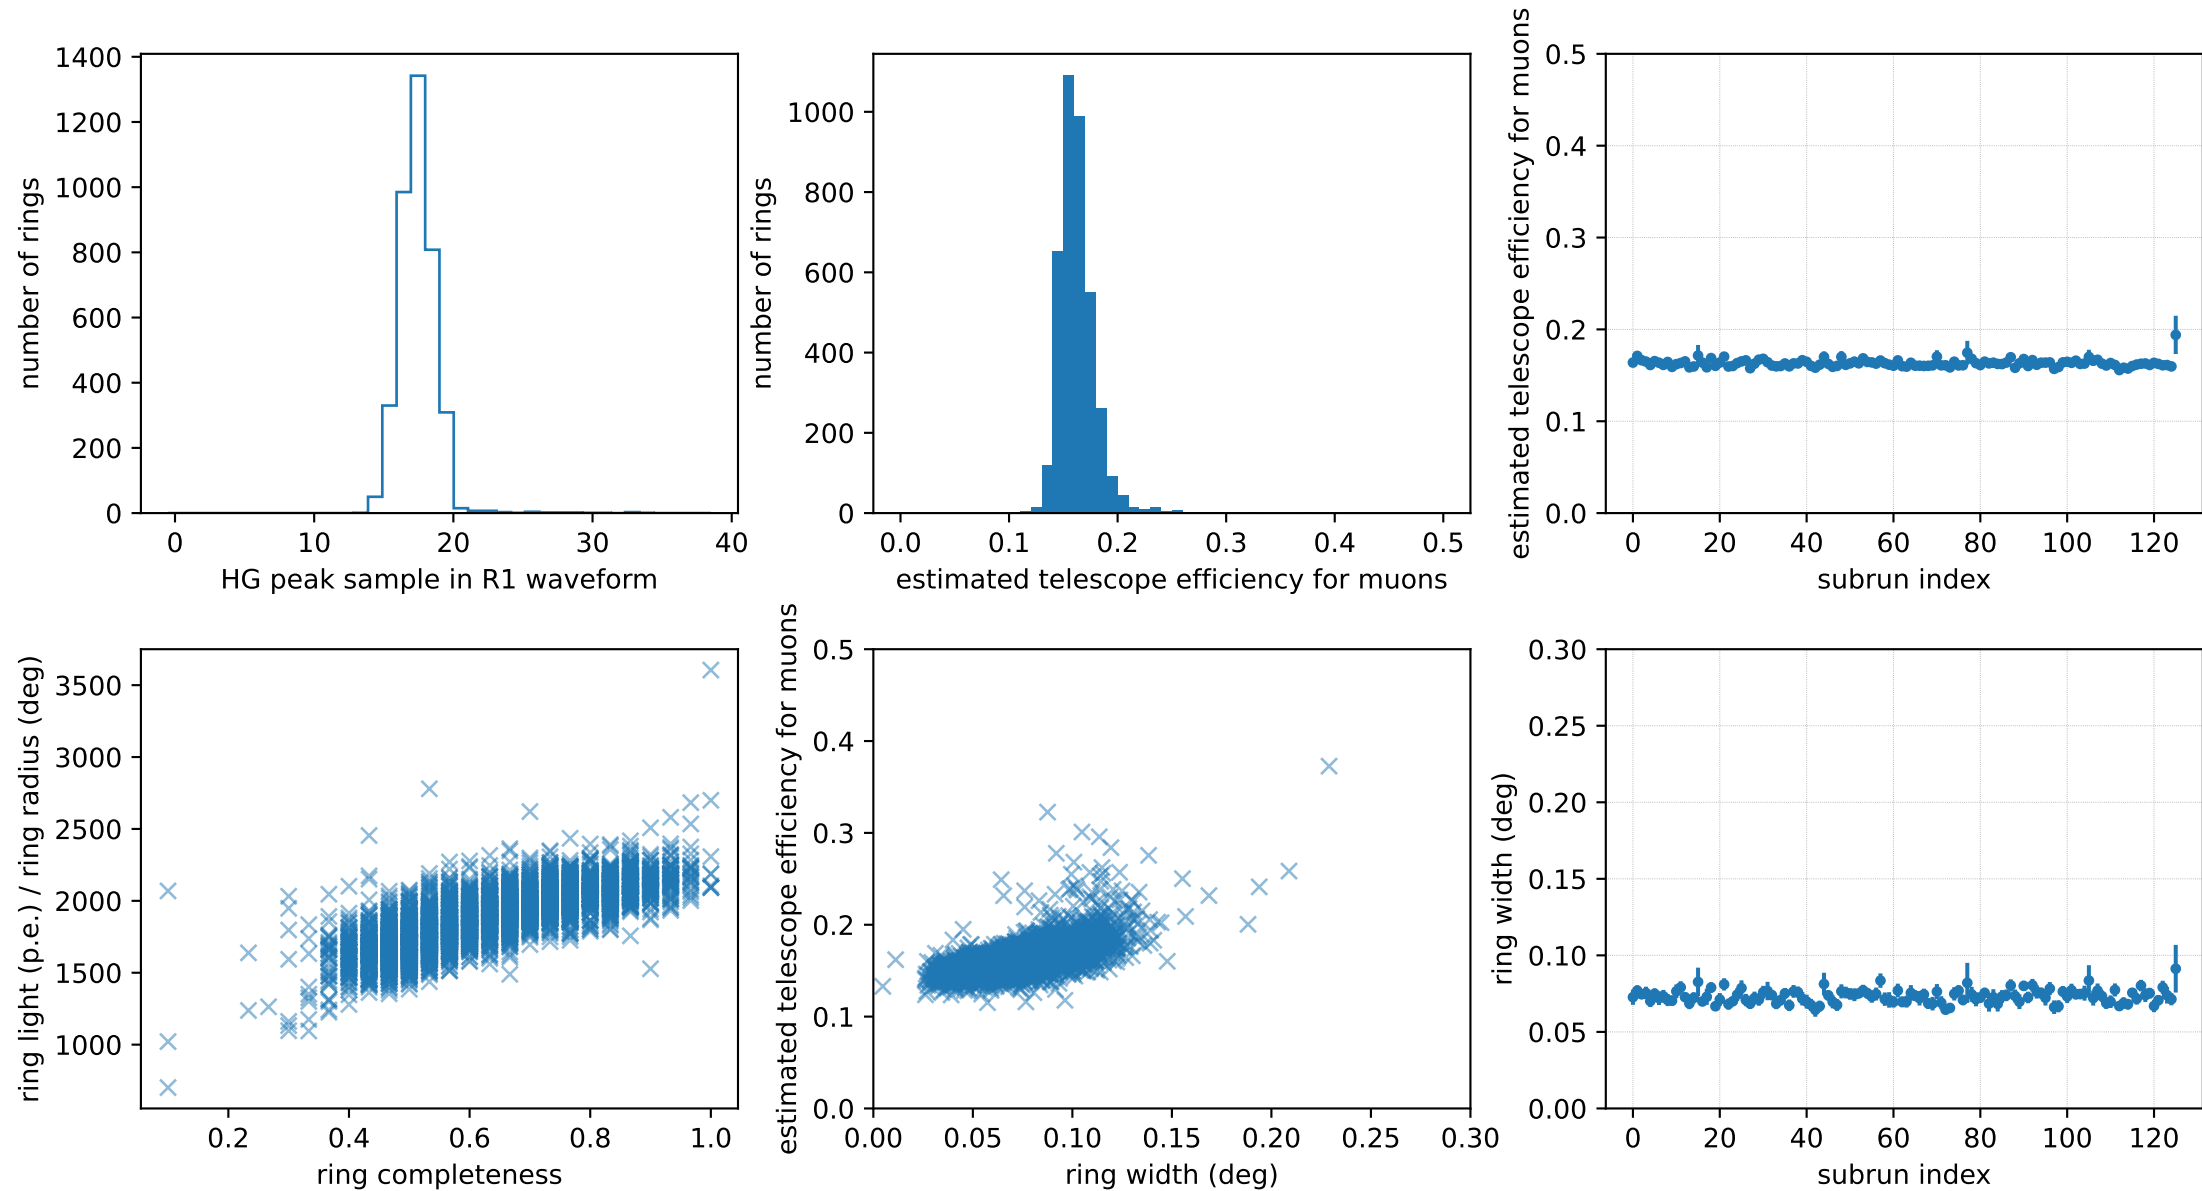 number of rings
1400
1200
1000
800
600
400
200
0
0 10 20 30 40
HG peak sample in R1 waveform
number of rings
1000
800
600
400
200
0
0.0 0.1 0.2 0.3 0.4 0.5
estimated telescope efficiency for muons
estimated telescope efficiency for muons
0.5
0.4
0.3
0.2
0.1
0.0
0 20 40 60 80 100 120
subrun index
ring light (p.e.) / ring radius (deg)
3500
3000
2500
2000
1500
1000
0.2 0.4 0.6 0.8 1.0
ring completeness
estimated telescope efficiency for muons
0.5
0.4
0.3
0.2
0.1
0.0
0.00 0.05 0.10 0.15 0.20 0.25 0.30
ring width (deg)
ring width (deg)
0.30
0.25
0.20
0.15
0.10
0.05
0.00
0 20 40 60 80 100 120
subrun index